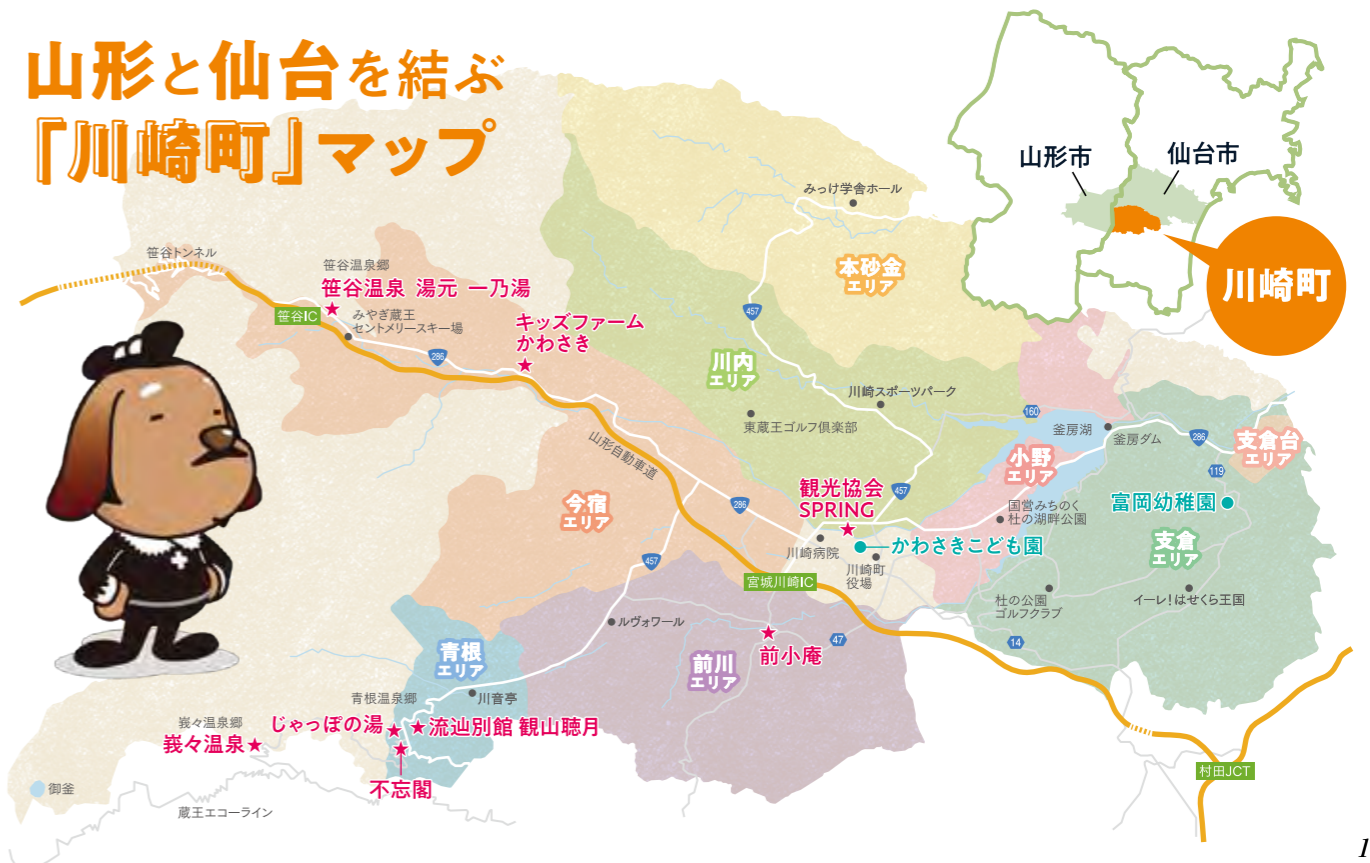 山形と仙台を結ぶ
『川崎町』マップ
山形市
仙台市
川崎町
みっけ学舎ホール
本砂金
エリア
笹谷トンネル
笹谷温泉郷
笹谷温泉 湯元 一乃湯
笹谷IC
みやぎ蔵王
セントメリースキー場
キッズファーム
かわさき
286
457
川内
エリア
川崎スポーツパーク
東蔵王ゴルフ倶楽部
160
釜房湖
釜房ダム
286
支倉台
エリア
119
小野
エリア
山形自動車道
今宿
エリア
観光協会
SPRING
457
286
国営みちのく
杜の湖畔公園
富岡幼稚園
川崎病院
かわさきこども園
川崎町
役場
支倉
エリア
457
宮城川崎IC
杜の公園
ゴルフクラブ
イーレ!はせくら王国
ルヴォワール
47
14
前小庵
前川
エリア
青根
エリア
青根温泉郷
川音亭
峩々温泉郷
峩々温泉
じゃっぽの湯
流辿別館 観山聴月
不忘閣
御釜
蔵王エコーライン
村田JCT
1